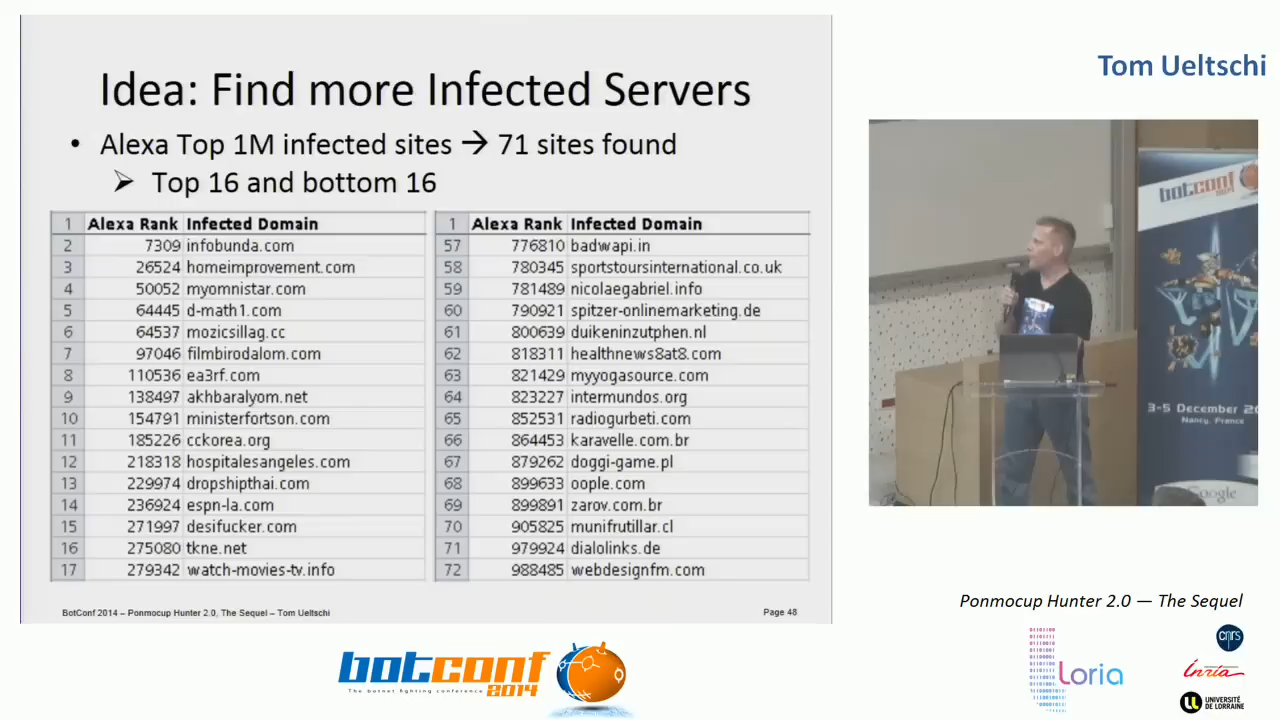 Idea: Find more Infected Servers
• Alexa Top 1M infected sites → 71 sites found
➢ Top 16 and bottom 16
1 Alexa Rank Infected Domain
2 7309 infobunda.com
3 26524 homeimprovement.com
4 50052 myomnistar.com
5 64445 d-math1.com
6 64537 mozicsillag.cc
7 97046 filmbirodalom.com
8 110536 ea3rf.com
9 138497 akhbaralyom.net
10 154791 ministerfortson.com
11 185226 cckorea.org
12 218318 hospitalesangeles.com
13 229974 dropshipthai.com
14 236924 espn-la.com
15 271997 desifucker.com
16 275080 tkne.net
17 279342 watch-movies-tv.info
1 Alexa Rank Infected Domain
57 776810 badwapi.in
58 780345 sportstoursinternational.co.uk
59 781489 nicolaegabriel.info
60 790921 spitzer-onlinemarketing.de
61 800639 duikeninzutphen.nl
62 818311 healthnews8at8.com
63 821429 myyogasource.com
64 823227 intermundos.org
65 852531 radiogurbeti.com
66 864453 karavelle.com.br
67 879262 doggi-game.pl
68 899633 oople.com
69 899891 zarov.com.br
70 905825 munifrutillar.cl
71 979924 dialolinks.de
72 988485 webdesignfm.com
BotConf 2014 – Ponmocup Hunter 2.0, The Sequel – Tom Ueltschi
Page 48
Tom Ueltschi
botconf
3-5 December 20
Nancy, France
Google
Ponmocup Hunter 2.0 — The Sequel
botconf
The botnet fighting conference 2014
Loria
cnrs
Inria
UNIVERSITÉ
DE LORRAINE